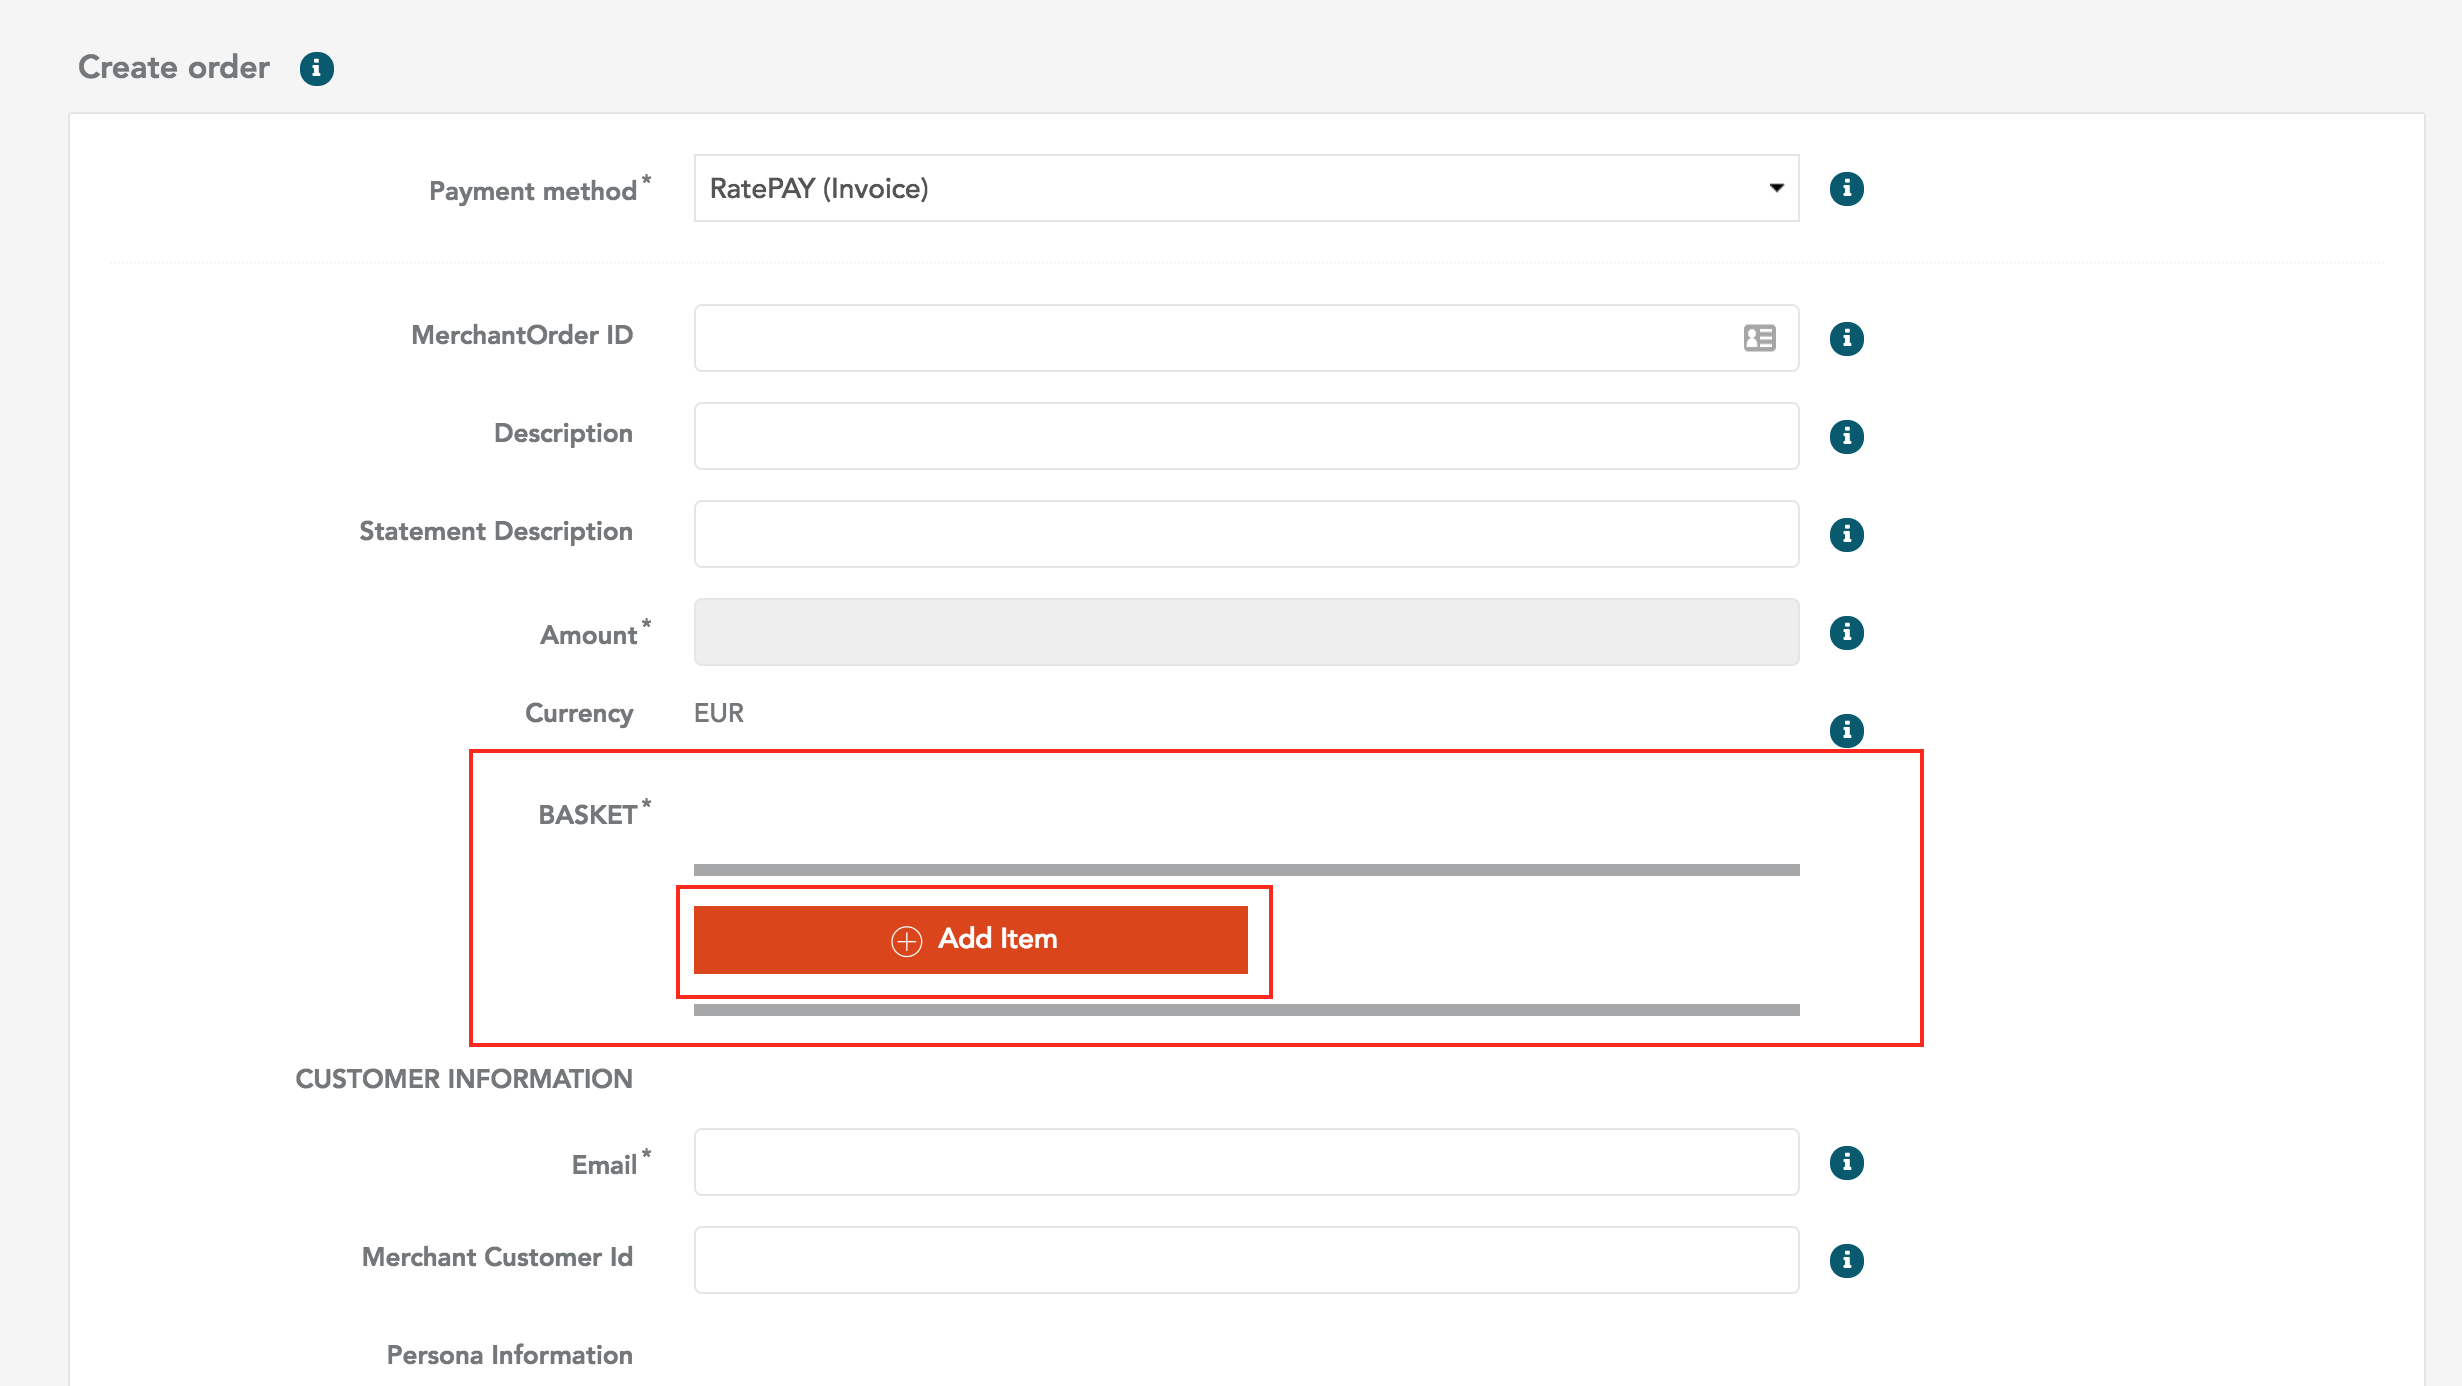 Create order
Payment method *
RatePAY (Invoice)
MerchantOrder ID
Description
Statement Description
Amount *
Currency
EUR
BASKET *
Add Item
CUSTOMER INFORMATION
Email *
Merchant Customer Id
Persona Information